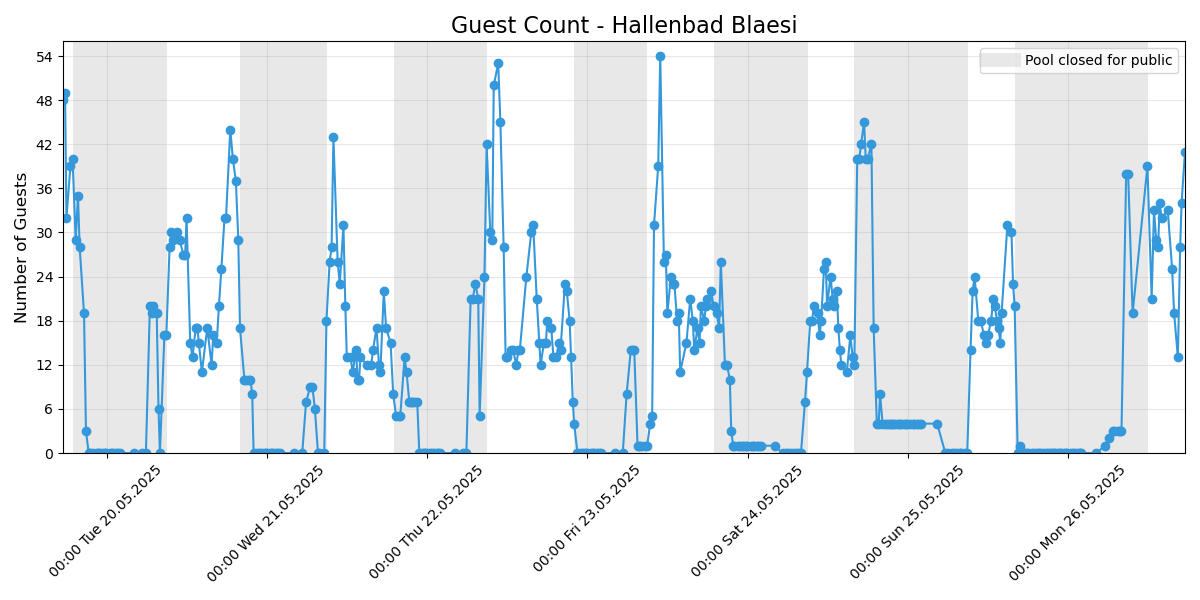 Guest Count - Hallenbad Blaesi
Pool closed for public
Number of Guests
54
48
42
36
30
24
18
12
6
0
00:00 Tue 20.05.2025
00:00 Wed 21.05.2025
00:00 Thu 22.05.2025
00:00 Fri 23.05.2025
00:00 Sat 24.05.2025
00:00 Sun 25.05.2025
00:00 Mon 26.05.2025